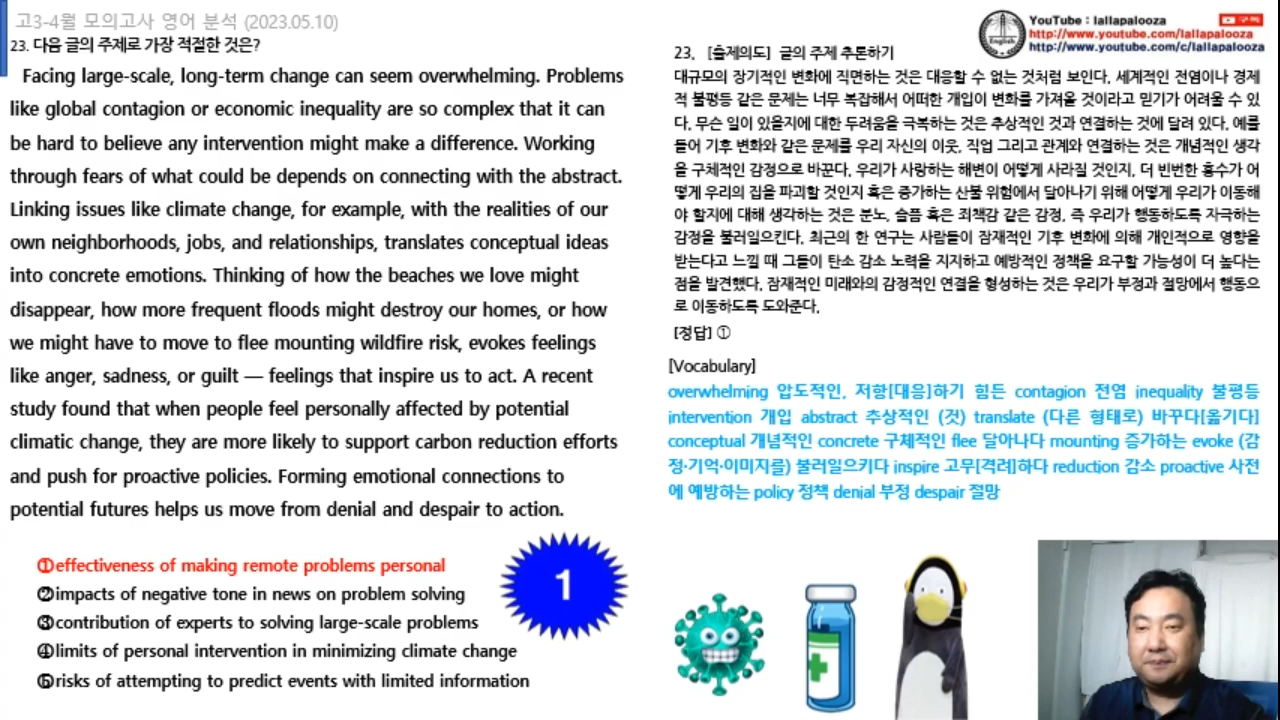 고3-4월 모의고사 영어 분석 (2023.05.10)
23. 다음 글의 주제로 가장 적절한 것은?
Facing large-scale, long-term change can seem overwhelming. Problems
like global contagion or economic inequality are so complex that it can
be hard to believe any intervention might make a difference. Working
through fears of what could be depends on connecting with the abstract.
Linking issues like climate change, for example, with the realities of our
own neighborhoods, jobs, and relationships, translates conceptual ideas
into concrete emotions. Thinking of how the beaches we love might
disappear, how more frequent floods might destroy our homes, or how
we might have to move to flee mounting wildfire risk, evokes feelings
like anger, sadness, or guilt — feelings that inspire us to act. A recent
study found that when people feel personally affected by potential
climatic change, they are more likely to support carbon reduction efforts
and push for proactive policies. Forming emotional connections to
potential futures helps us move from denial and despair to action.
①effectiveness of making remote problems personal
②impacts of negative tone in news on problem solving
③contribution of experts to solving large-scale problems
④limits of personal intervention in minimizing climate change
⑤risks of attempting to predict events with limited information
1
English
YouTube : lallapalooza
구독
http://www.youtube.com/lallapalooza
http://www.youtube.com/c/lallapalooza
23. [출제의도] 글의 주제 추론하기
대규모의 장기적인 변화에 직면하는 것은 대응할 수 없는 것처럼 보인다. 세계적인 전염이나 경제
적 불평등 같은 문제는 너무 복잡해서 어떠한 개입이 변화를 가져올 것이라고 믿기가 어려울 수 있
다. 무슨 일이 있을지에 대한 두려움을 극복하는 것은 추상적인 것과 연결하는 것에 달려 있다. 예를
들어 기후 변화와 같은 문제를 우리 자신의 이웃, 직업 그리고 관계와 연결하는 것은 개념적인 생각
을 구체적인 감정으로 바꾼다. 우리가 사랑하는 해변이 어떻게 사라질 것인지, 더 빈번한 홍수가 어
떻게 우리의 집을 파괴할 것인지 혹은 증가하는 산불 위험에서 달아나기 위해 어떻게 우리가 이동해
야 할지에 대해 생각하는 것은 분노, 슬픔 혹은 죄책감 같은 감정, 즉 우리가 행동하도록 자극하는
감정을 불러일으킨다. 최근의 한 연구는 사람들이 잠재적인 기후 변화에 의해 개인적으로 영향을
받는다고 느낄 때 그들이 탄소 감소 노력을 지지하고 예방적인 정책을 요구할 가능성이 더 높다는
점을 발견했다. 잠재적인 미래와의 감정적인 연결을 형성하는 것은 우리가 부정과 절망에서 행동으
로 이동하도록 도와준다.
[정답] ①
[Vocabulary]
overwhelming 압도적인, 저항[대응]하기 힘든 contagion 전염 inequality 불평등
intervention 개입 abstract 추상적인 (것) translate (다른 형태로) 바꾸다[옮기다]
conceptual 개념적인 concrete 구체적인 flee 달아나다 mounting 증가하는 evoke (감
정·기억·이미지를) 불러일으키다 inspire 고무[격려]하다 reduction 감소 proactive 사전
에 예방하는 policy 정책 denial 부정 despair 절망